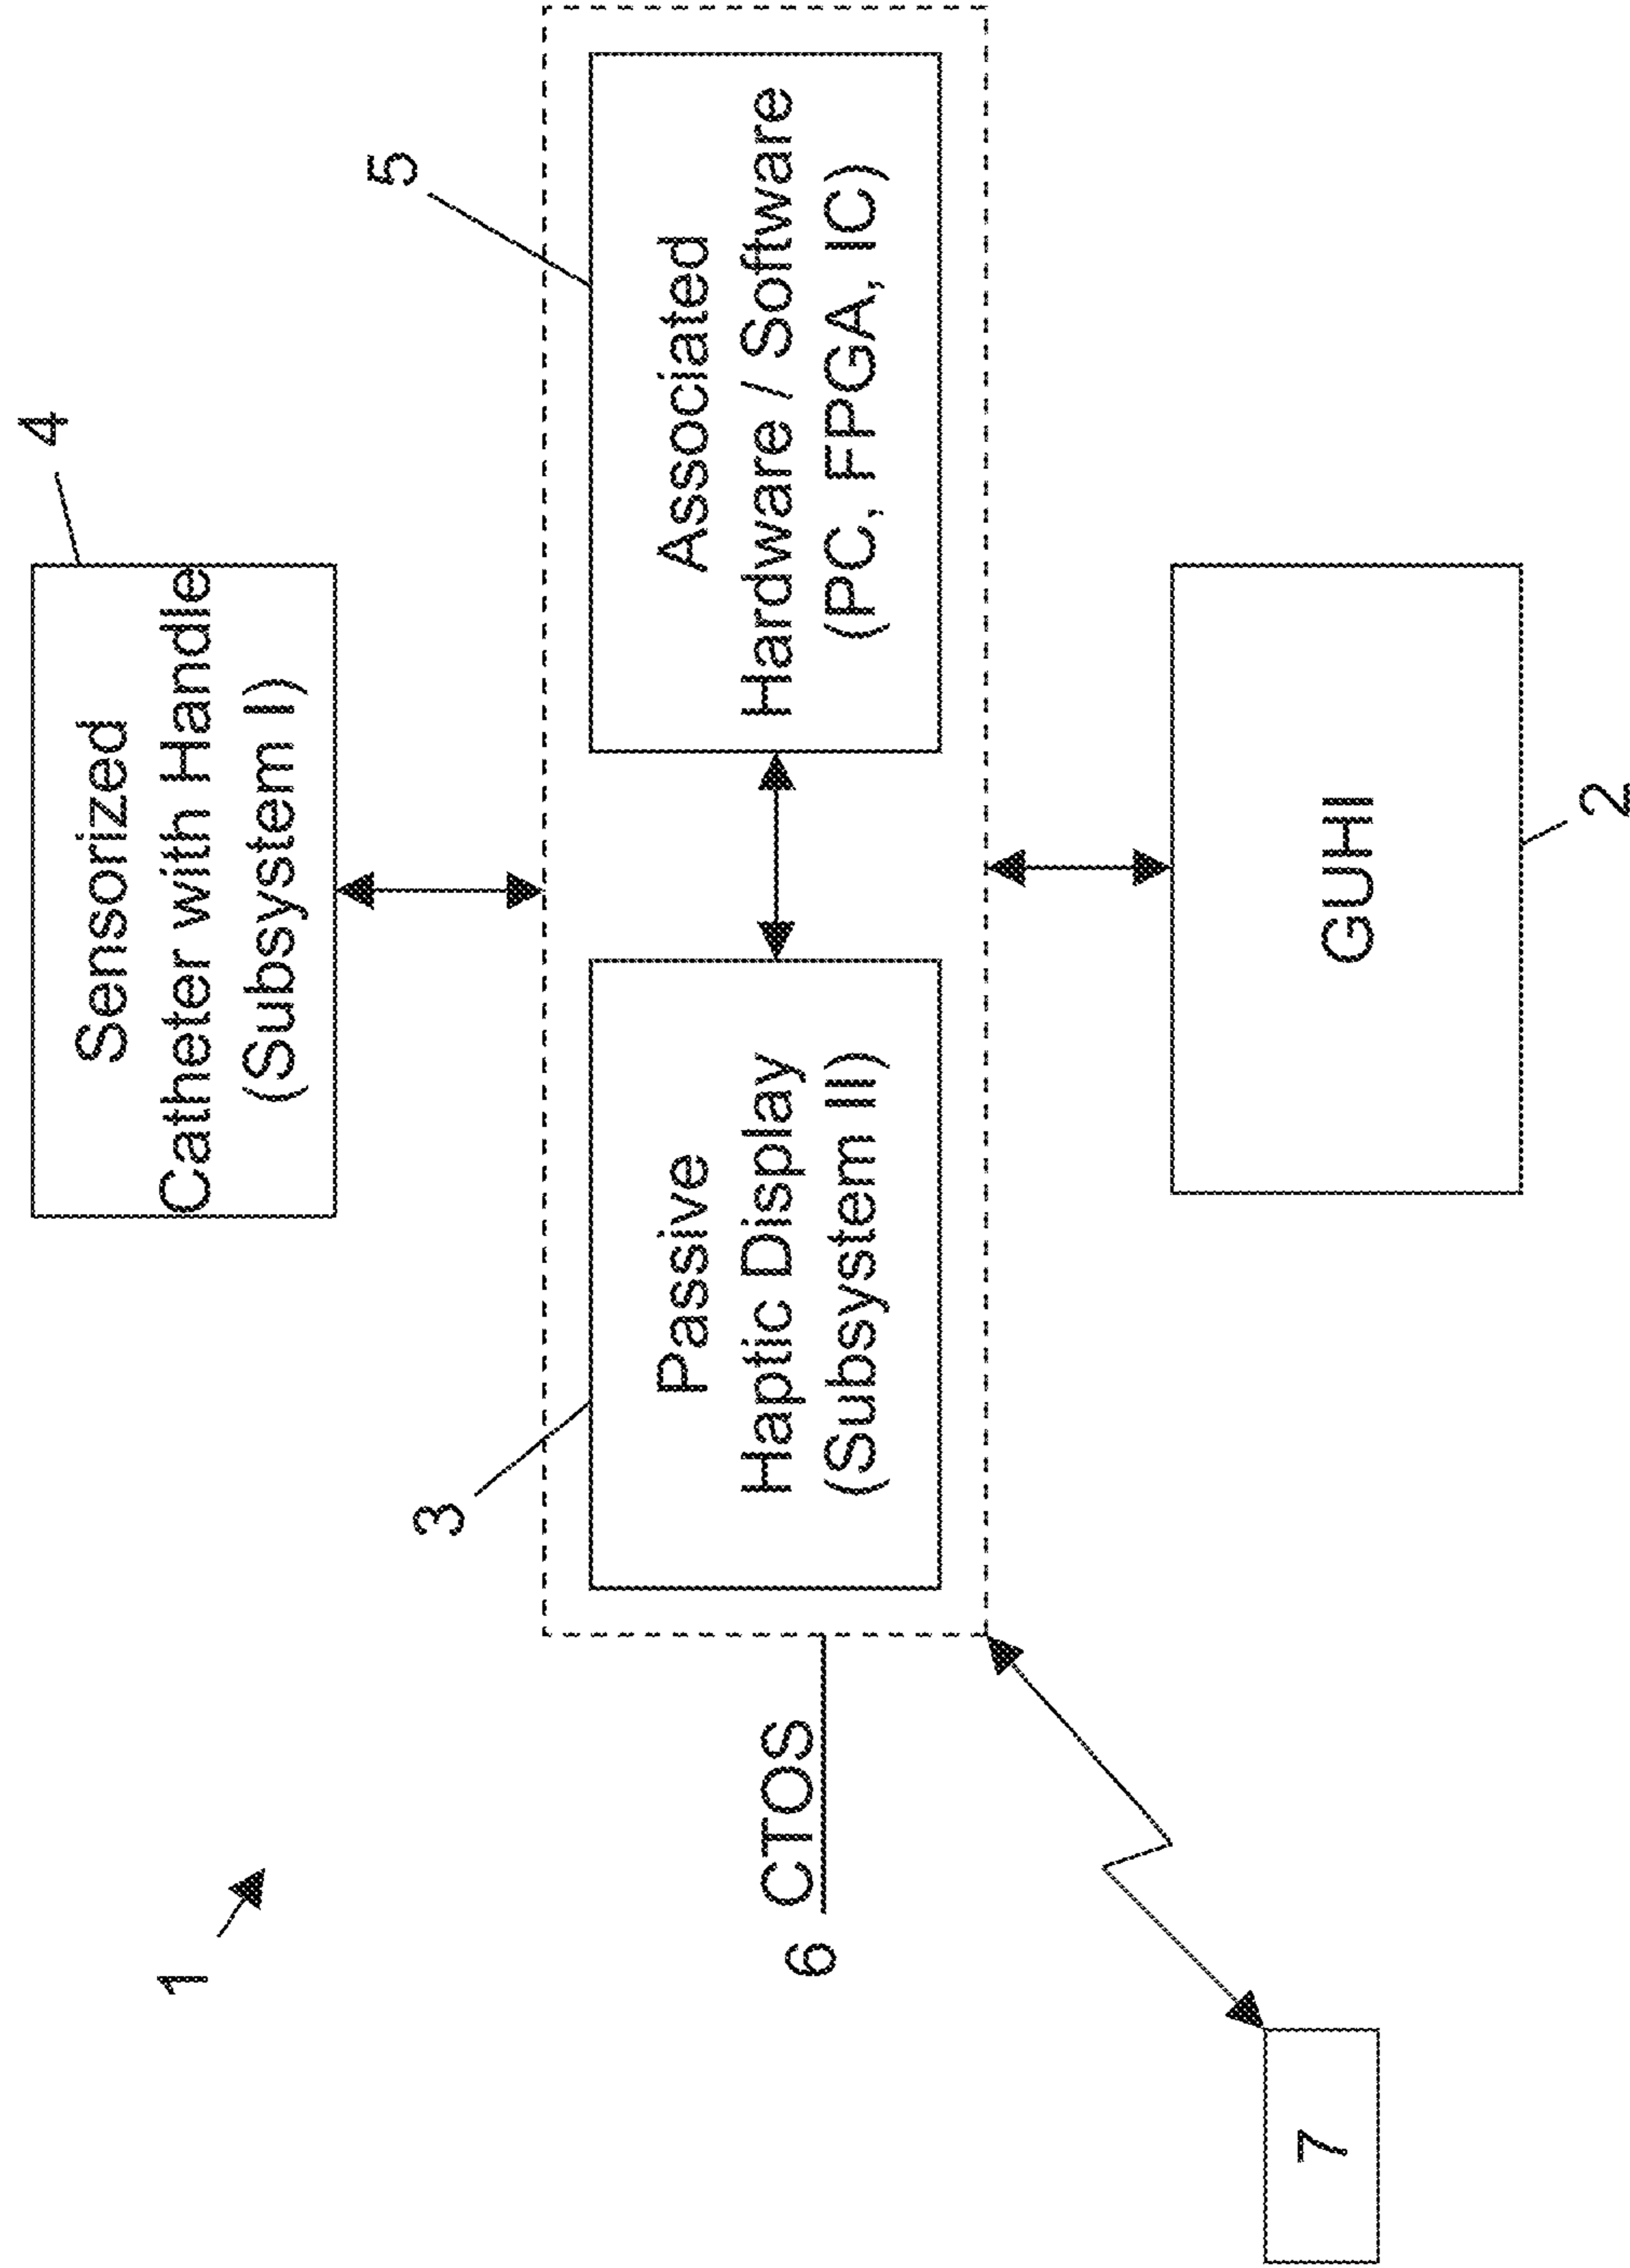 1
4
Sensorized
Catheter with Handle
(Subsystem I)
3
5
6 CTOS
Passive
Haptic Display
(Subsystem II)
Associated
Hardware / Software
(PC, FPGA, IC)
7
GUHI
2